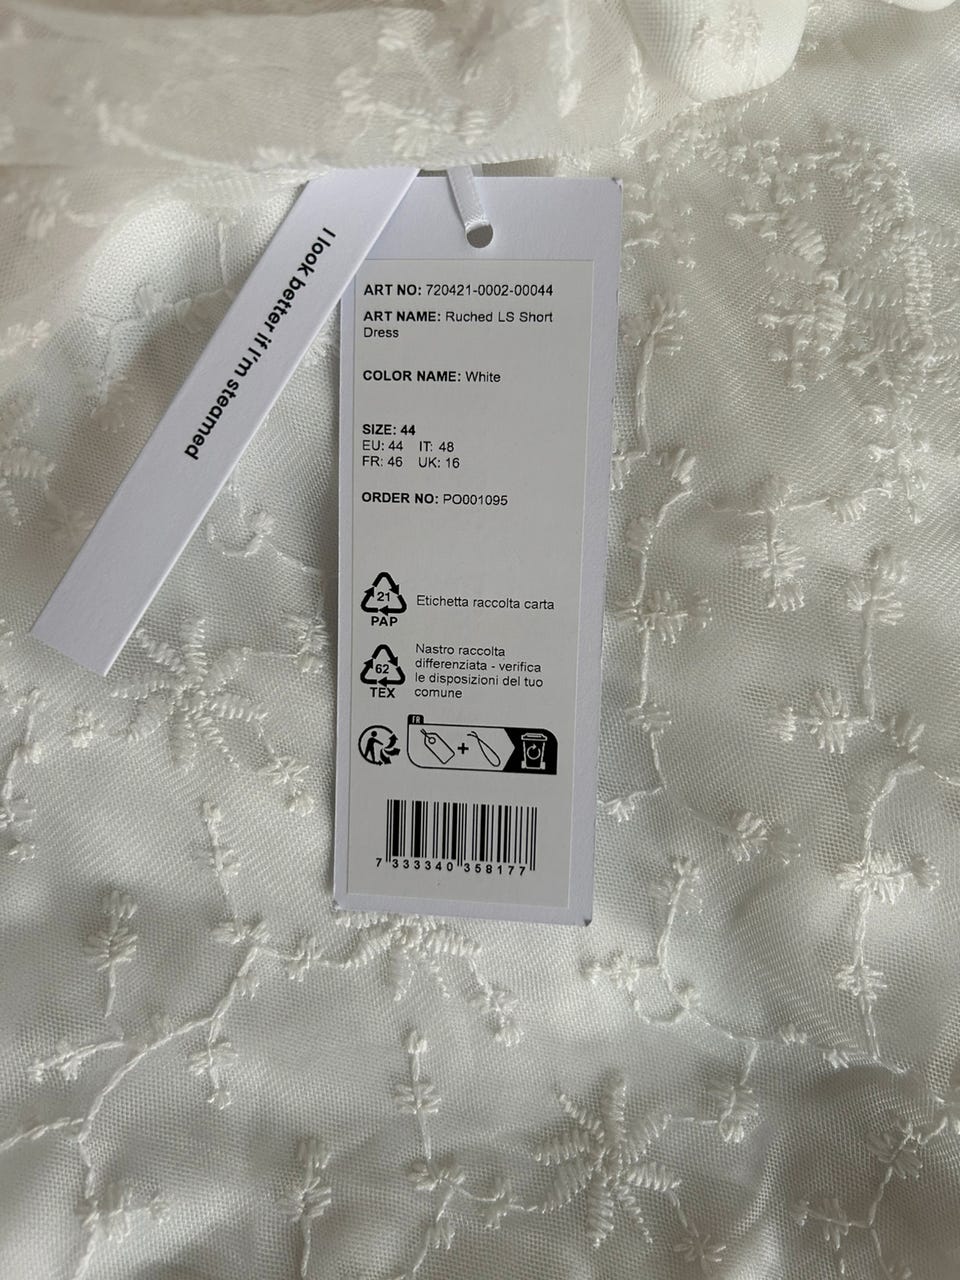 I look better if I'm steamed
ART NO: 720421-0002-00044
ART NAME: Ruched LS Short
Dress
COLOR NAME: White
SIZE: 44
EU: 44 IT: 48
FR: 46 UK: 16
ORDER NO: PO001095
21
PAP
Etichetta raccolta carta
62
TEX
Nastro raccolta
differenziata - verifica
le disposizioni del tuo
comune
FR
+
7 333340 358177